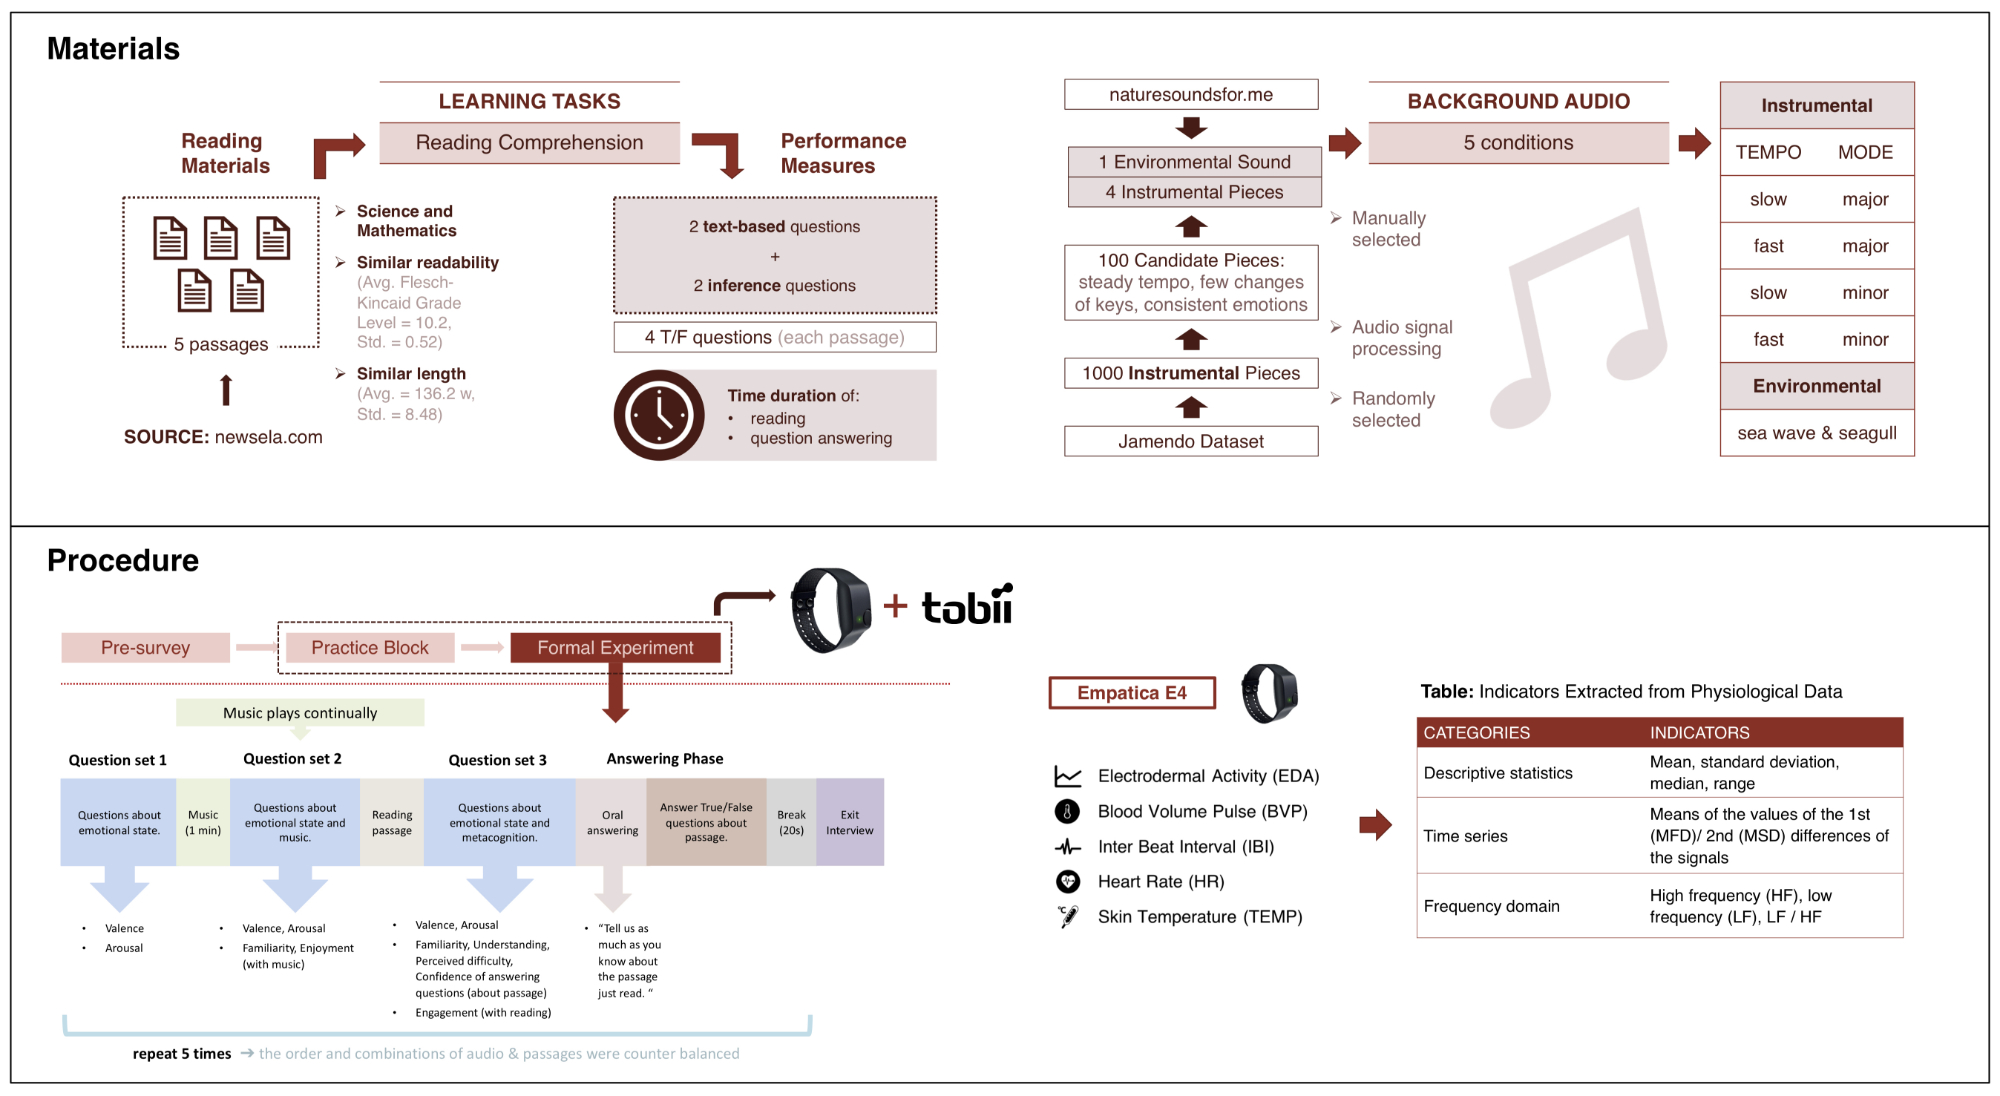 Materials
LEARNING TASKS
Reading Comprehension
Reading
Materials
5 passages
SOURCE: newsela.com
➢ Science and
Mathematics
➢ Similar readability
(Avg. Flesch-
Kincaid Grade
Level = 10.2,
Std. = 0.52)
➢ Similar length
(Avg. = 136.2 w,
Std. = 8.48)
Performance
Measures
2 text-based questions
+
2 inference questions
4 T/F questions (each passage)
Time duration of:
• reading
• question answering
naturesoundsfor.me
1 Environmental Sound
4 Instrumental Pieces
100 Candidate Pieces:
steady tempo, few changes
of keys, consistent emotions
1000 Instrumental Pieces
Jamendo Dataset
➢ Manually
selected
➢ Audio signal
processing
➢ Randomly
selected
BACKGROUND AUDIO
5 conditions
Instrumental
TEMPO MODE
slow major
fast major
slow minor
fast minor
Environmental
sea wave & seagull
Procedure
Pre-survey
Practice Block
Formal Experiment
+ tobii
Music plays continually
Question set 1
Question set 2
Question set 3
Answering Phase
Questions about
emotional state.
Music
(1 min)
Questions about
emotional state and
music.
Reading
passage
Questions about
emotional state and
metacognition.
Oral
answering
Answer True/False
questions about
passage.
Break
(20s)
Exit
Interview
• Valence
• Arousal
• Valence, Arousal
• Familiarity, Enjoyment
(with music)
• Valence, Arousal
• Familiarity, Understanding,
Perceived difficulty,
Confidence of answering
questions (about passage)
• Engagement (with reading)
• “Tell us as
much as you
know about
the passage
just read. “
repeat 5 times ➔ the order and combinations of audio & passages were counter balanced
Empatica E4
Electrodermal Activity (EDA)
Blood Volume Pulse (BVP)
Inter Beat Interval (IBI)
Heart Rate (HR)
°C Skin Temperature (TEMP)
Table: Indicators Extracted from Physiological Data
CATEGORIES INDICATORS
Descriptive statistics
Mean, standard deviation,
median, range
Time series
Means of the values of the 1st
(MFD)/ 2nd (MSD) differences of
the signals
Frequency domain
High frequency (HF), low
frequency (LF), LF / HF